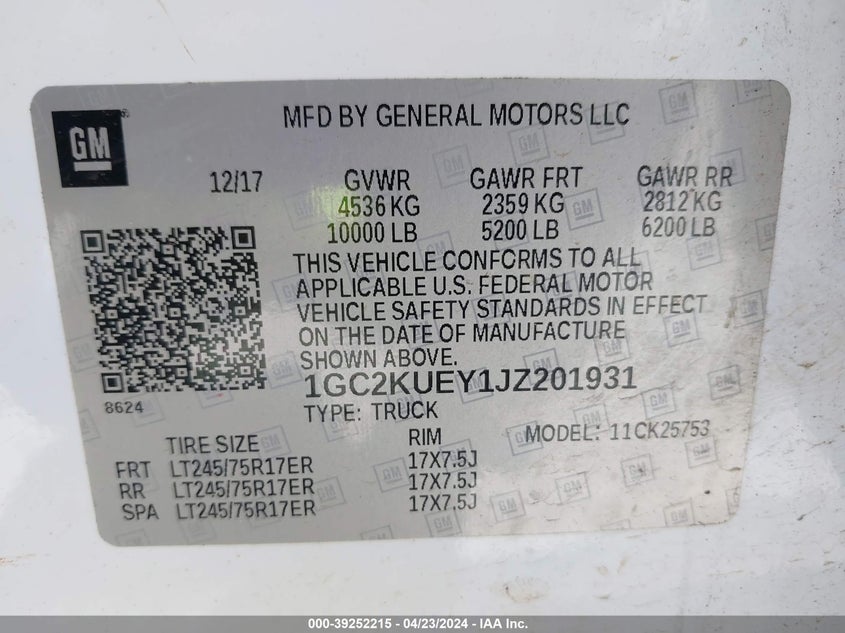 GM
MFD BY GENERAL MOTORS LLC
12/17 GVWR GAWR FRT GAWR RR
4536 KG 2359 KG 2812 KG
10000 LB 5200 LB 6200 LB
THIS VEHICLE CONFORMS TO ALL
APPLICABLE U.S. FEDERAL MOTOR
VEHICLE SAFETY STANDARDS IN EFFECT
ON THE DATE OF MANUFACTURE
SHOWN ABOVE.
8624
1GC2KUEY1JZ201931
TYPE: TRUCK
TIRE SIZE RIM MODEL: 11CK25753
FRT LT245/75R17ER 17X7.5J
RR LT245/75R17ER 17X7.5J
SPA LT245/75R17ER 17X7.5J
000-39252215 - 04/23/2024 - IAA Inc.